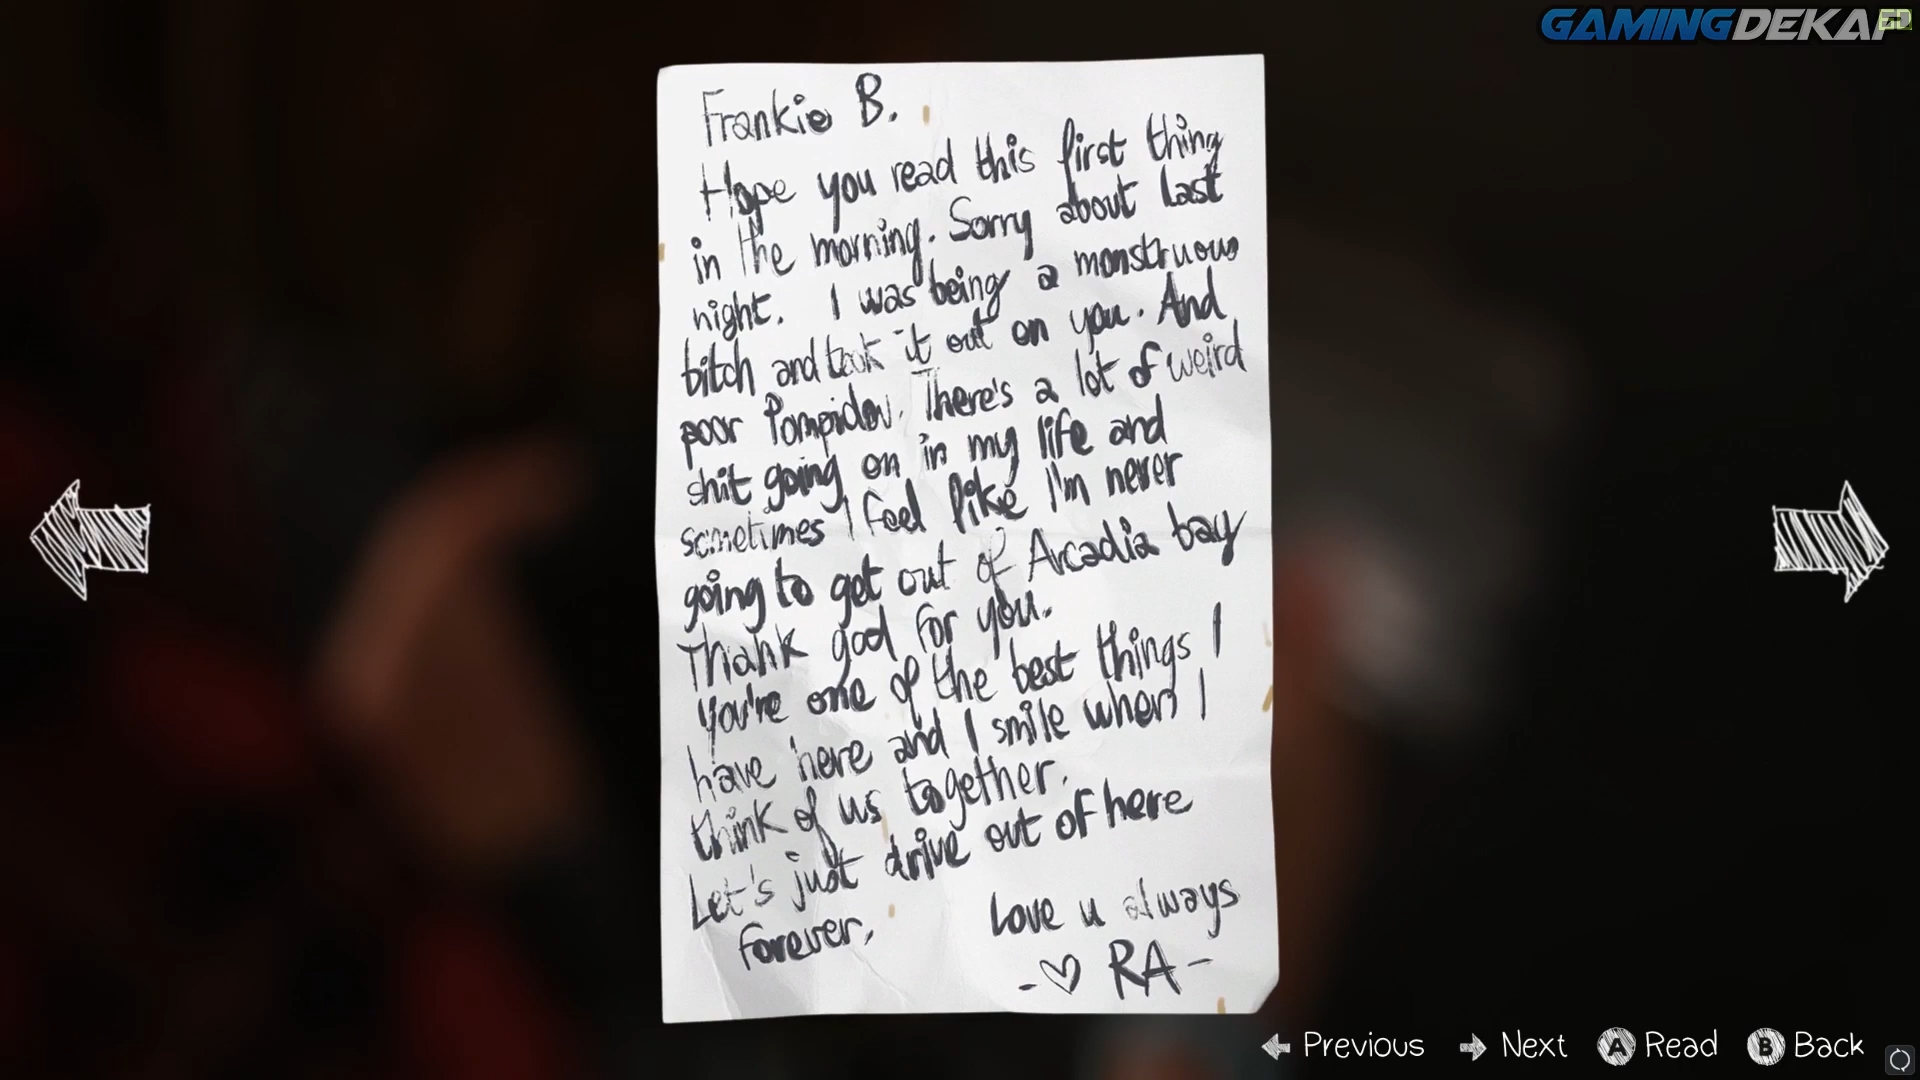 GAMINGDEKAF
Frankie B.
Hope you read this first thing
in the morning. Sorry about last
night. I was being a monstruous
bitch and took it out on you. And
poor Pompidou. There's a lot of weird
shit going on in my life and
sometimes I feel like I'm never
going to get out of Arcadia bay
Thank god for you.
You're one of the best things I
have here and I smile when I
think of us together.
Let's just drive out of here
forever.
Love u always
-♡ RA-
Previous Next A Read B Back